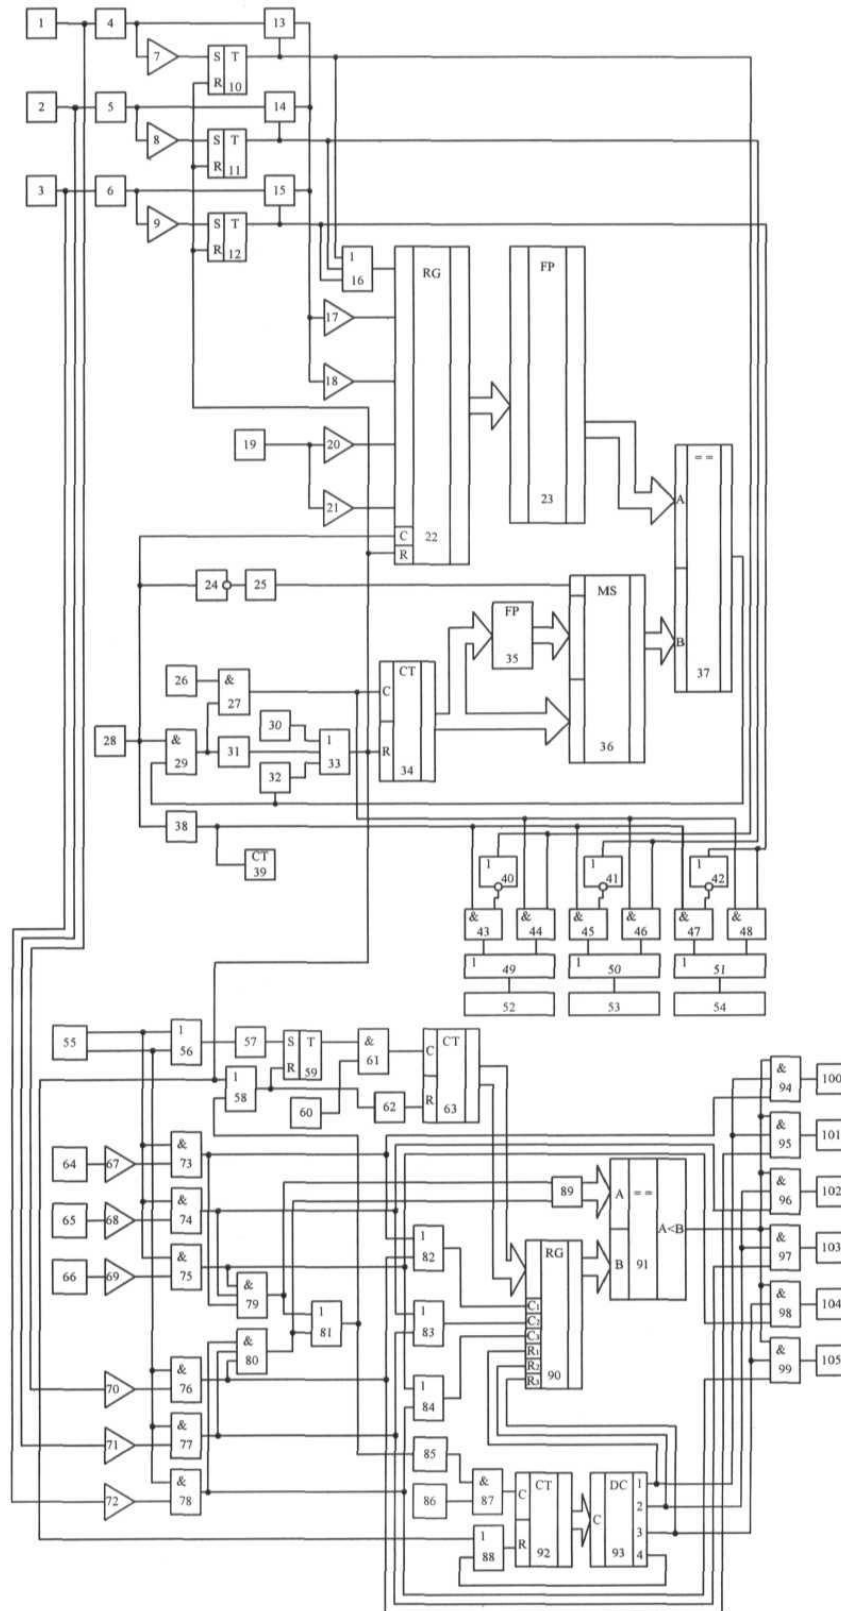 1 4 13
7 S T
R 10
2 5 14
8 S T
R 11
3 6 15
9 S T
R 12
1
16
RG FP
17
18
19 20
21
23
C 22
R
== 
A
24 25 MS
FP
35
B 37
26 & 27
CT
C
30
28 & 29 31 1 33
R 34
32
36
38
CT
39
1 40 1 41 1 42
& 43 & 44 & 45 & 46 & 47 & 48
1 49 1 50 1 51
52 53 54
55 1 56 57 S T
R 59
& 61 C CT
R 63
1 58
60 62
& 94 100
64 67 & 73
& 95 101
65 68 & 74
89 A == A<B
B 91
& 96 102
66 69 & 75
1 82
RG
& 97 103
& 79
1 81
1 83
C1
C2
C3
R1
R2
R3
90
& 98 104
& 80
70 & 76
1 84
& 99 105
71 & 77
85
72 & 78
86 & 87 C CT
R 92
DC
C 93
1
2
3
4
1 88